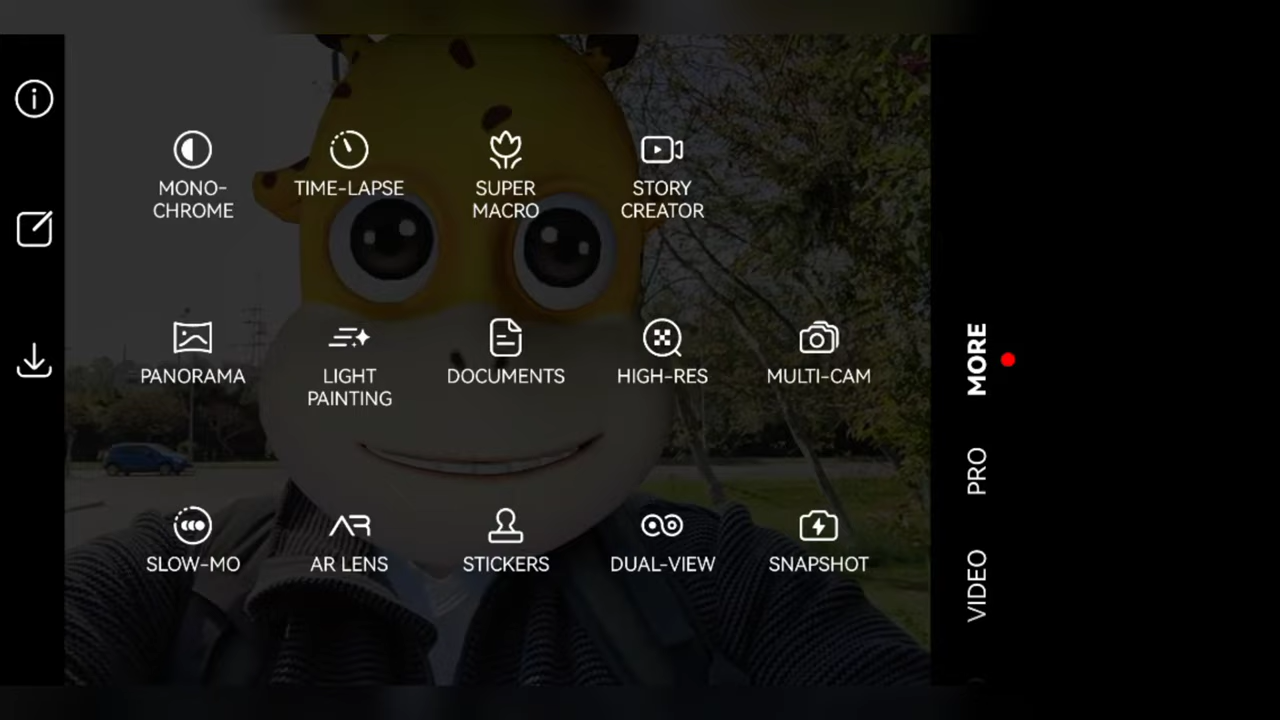 MONO-
CHROME
TIME-LAPSE
SUPER
MACRO
STORY
CREATOR
PANORAMA
LIGHT
PAINTING
DOCUMENTS
HIGH-RES
MULTI-CAM
SLOW-MO
AR LENS
STICKERS
DUAL-VIEW
SNAPSHOT
MORE
PRO
VIDEO